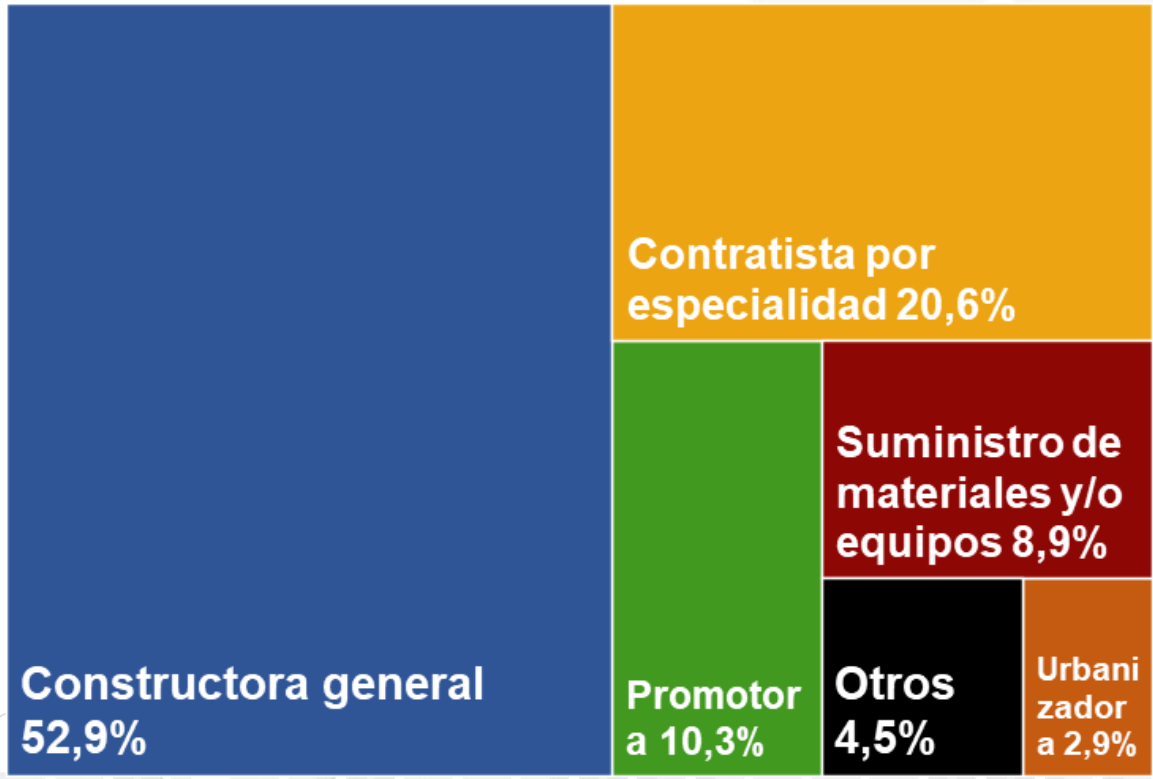 Contratista por
especialidad 20,6%
Suministro de
materiales y/o
equipos 8,9%
Constructora general
52,9%
Promotor
a 10,3%
Otros
4,5%
Urbani
zador
a 2,9%